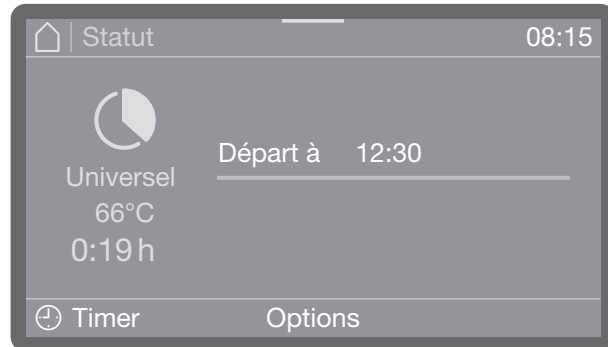 Statut 08:15
Départ à 12:30
Universel
66°C
0:19 h
Timer Options